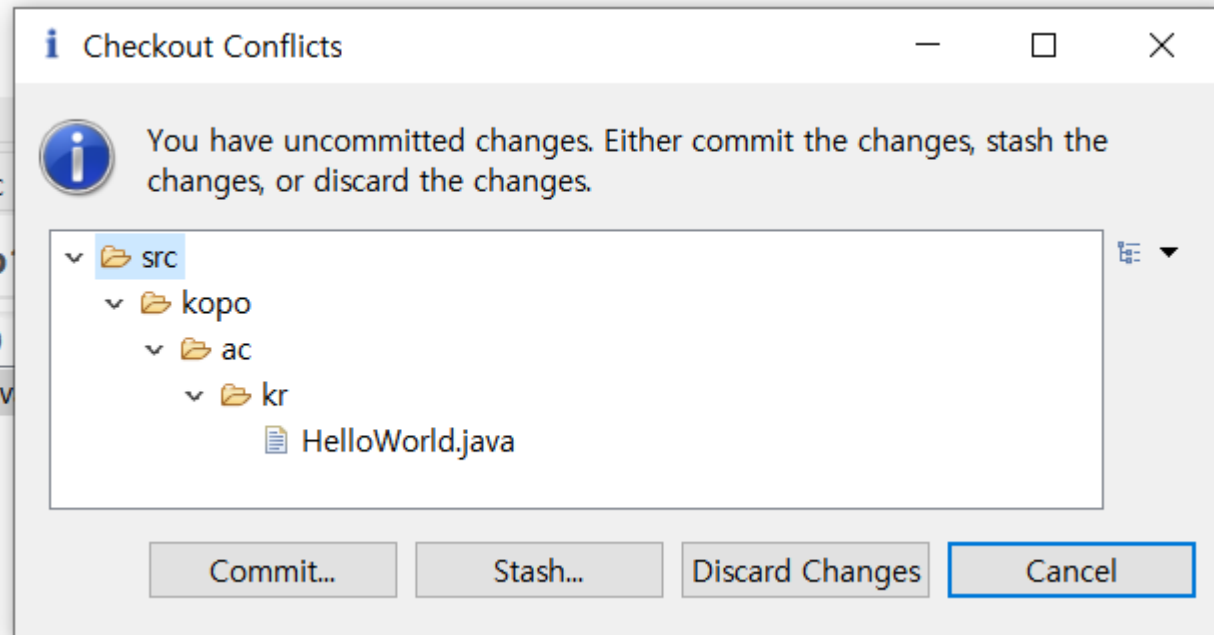 Checkout Conflicts
You have uncommitted changes. Either commit the changes, stash the
changes, or discard the changes.
src
kopo
ac
kr
HelloWorld.java
Commit...
Stash...
Discard Changes
Cancel